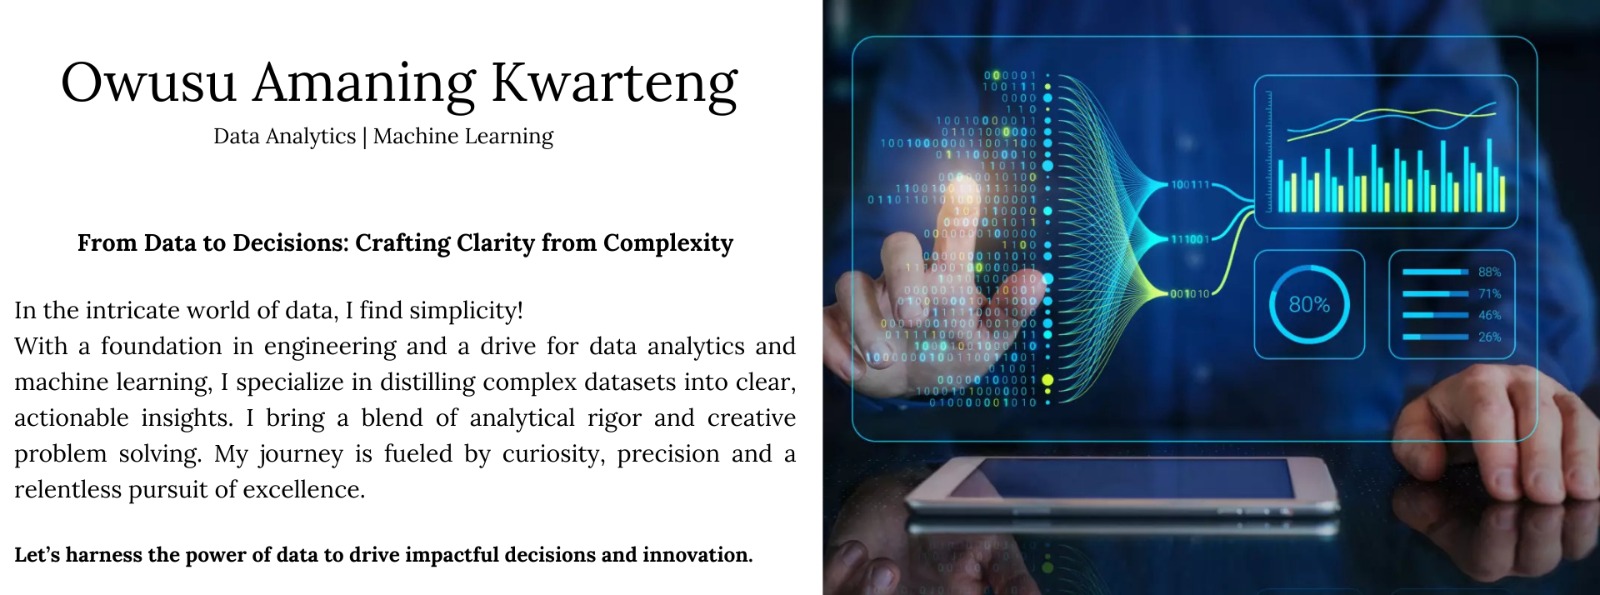 Owusu Amaning Kwarteng
Data Analytics | Machine Learning
From Data to Decisions: Crafting Clarity from Complexity
In the intricate world of data, I find simplicity!
With a foundation in engineering and a drive for data analytics and
machine learning, I specialize in distilling complex datasets into clear,
actionable insights. I bring a blend of analytical rigor and creative
problem solving. My journey is fueled by curiosity, precision and a
relentless pursuit of excellence.
Let's harness the power of data to drive impactful decisions and innovation.
100111
111001
001010
80%
88%
71%
46%
26%